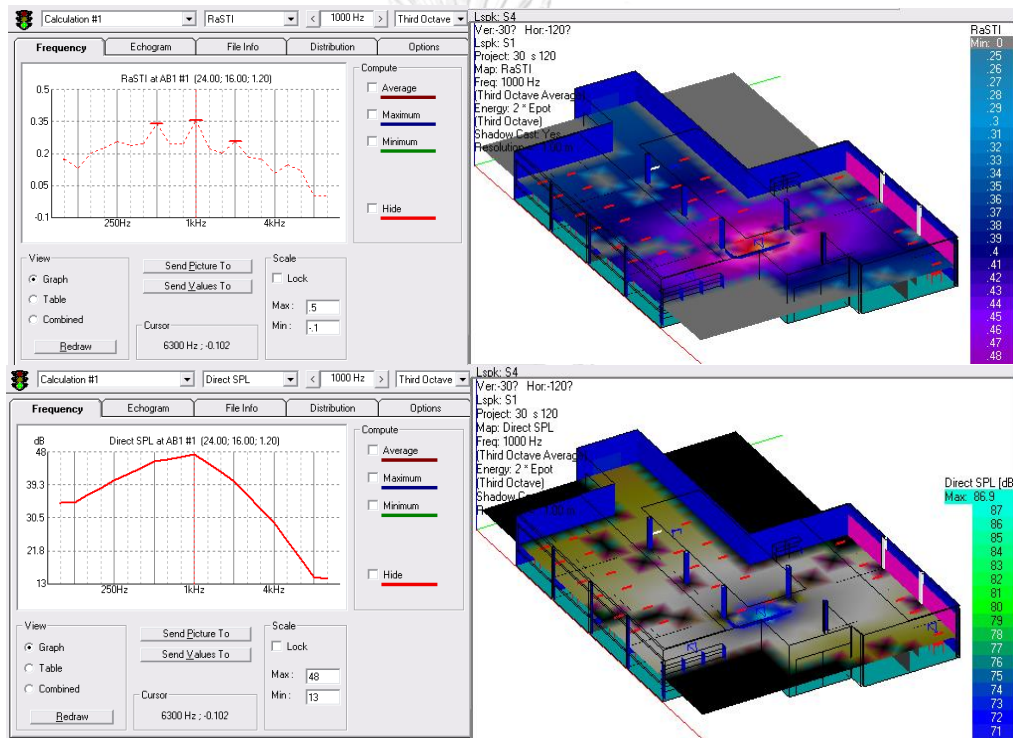 Calculation #1 RaSTI < 1000 Hz > Third Octave
Frequency Echogram File Info Distribution Options
RaSTI at AB1 #1 (24.00; 16.00; 1.20)
0.5
0.35
0.2
0.05
-0.1
250Hz 1kHz 4kHz
Compute
Average
Maximum
Minimum
Hide
View
Graph
Table
Combined
Redraw
Send Picture To
Send Values To
Cursor
6300 Hz ; -0.102
Scale
Lock
Max : .5
Min : -.1
Lspk: S4
Ver:-30? Hor:-120?
Lspk: S1
Project: 30 s 120
Map: RaSTI
Freq: 1000 Hz
(Third Octave Average
Energy: 2 * Epot
(Third Octave)
Shadow Cast: Yes
RaSTI
Min: 0
.25
.26
.27
.28
.29
.3
.31
.32
.33
.34
.35
.36
.37
.38
.39
.4
.41
.42
.43
.44
.45
.46
.47
.48
Calculation #1 Direct SPL < 1000 Hz > Third Octave
Frequency Echogram File Info Distribution Options
dB Direct SPL at AB1 #1 (24.00; 16.00; 1.20)
48
39.3
30.5
21.8
13
250Hz 1kHz 4kHz
Compute
Average
Maximum
Minimum
Hide
View
Graph
Table
Combined
Redraw
Send Picture To
Send Values To
Cursor
6300 Hz ; -0.102
Scale
Lock
Max : 48
Min : 13
Lspk: S4
Ver:-30? Hor:-120?
Lspk: S1
Project: 30 s 120
Map: Direct SPL
Freq: 1000 Hz
(Third Octave Average
Energy: 2 * Epot
(Third Octave)
Shadow
Direct SPL [dB
Max: 86.9
87
86
85
84
83
82
81
80
79
78
77
76
75
74
73
72
71